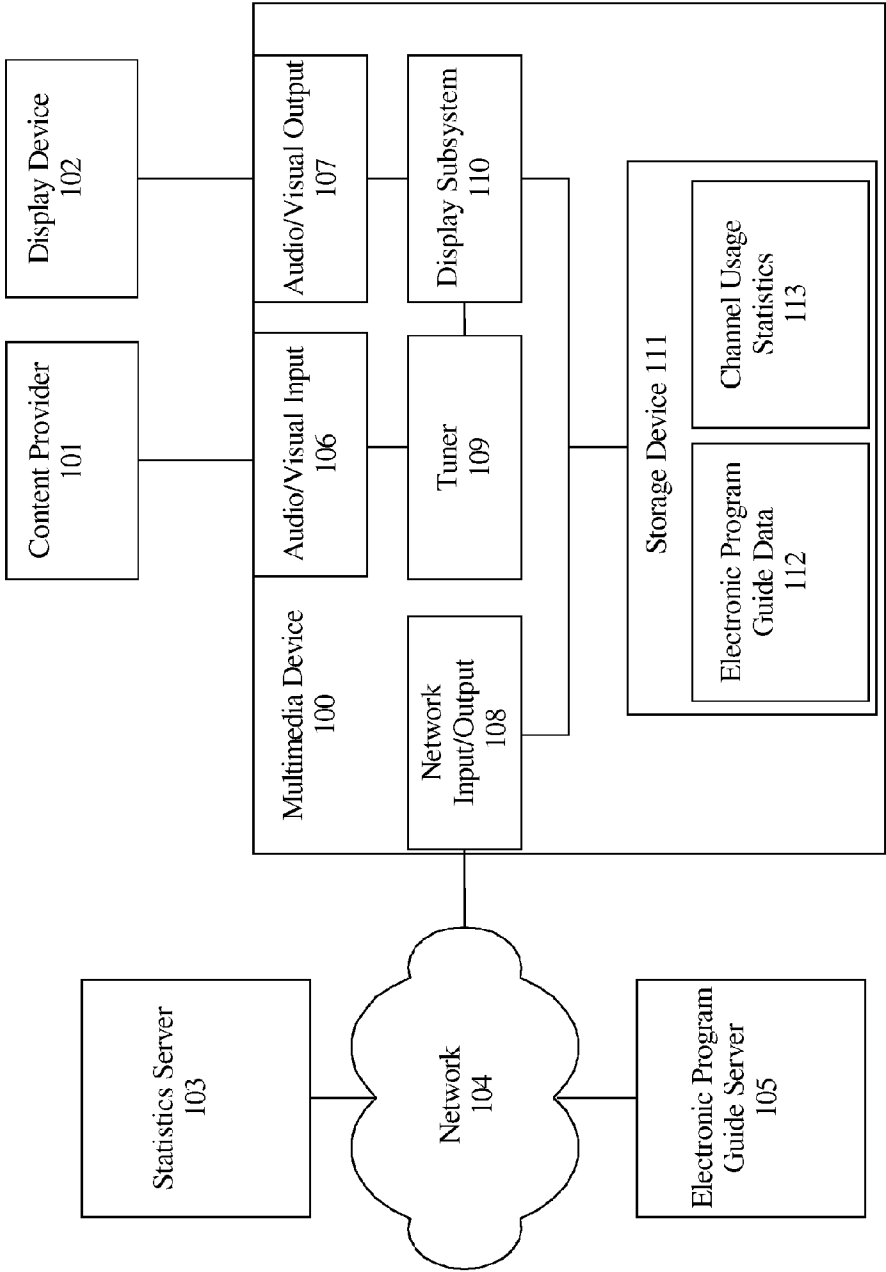 Statistics Server
103
Network
104
Electronic Program
Guide Server
105
Content Provider
101
Display Device
102
Multimedia Device
100
Audio/Visual Input
106
Audio/Visual Output
107
Network
Input/Output
108
Tuner
109
Display Subsystem
110
Storage Device 111
Electronic Program
Guide Data
112
Channel Usage
Statistics
113